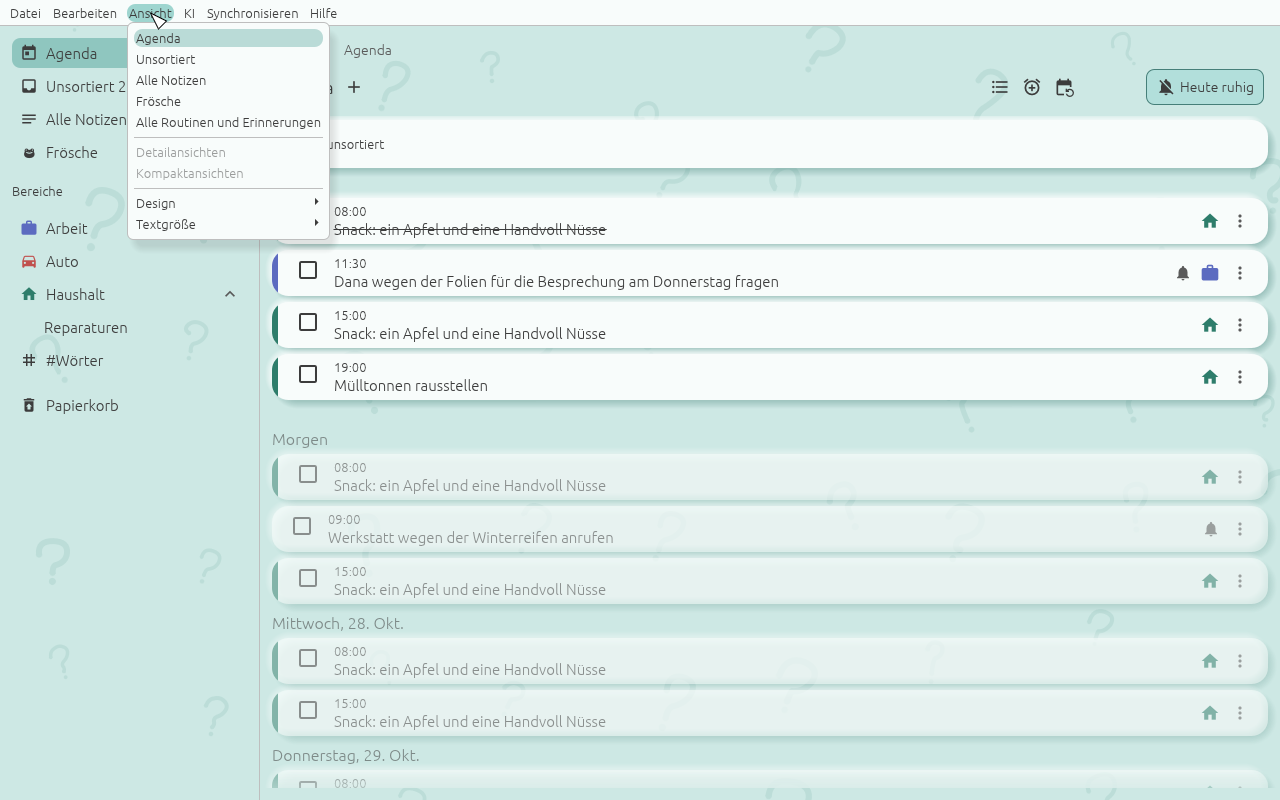 Datei Bearbeiten Ansicht KI Synchronisieren Hilfe
Agenda
Unsortiert
Alle Notizen
Frösche
Alle Routinen und Erinnerungen
Detailansichten
Kompaktansichten
Design
Textgröße
Agenda
Unsortiert 2
Alle Notizen
Frösche
Bereiche
Arbeit
Auto
Haushalt
Reparaturen
#Wörter
Papierkorb
Agenda
Heute ruhig
unsortiert
08:00
Snack: ein Apfel und eine Handvoll Nüsse
11:30
Dana wegen der Folien für die Besprechung am Donnerstag fragen
15:00
Snack: ein Apfel und eine Handvoll Nüsse
19:00
Mülltonnen rausstellen
Morgen
08:00
Snack: ein Apfel und eine Handvoll Nüsse
09:00
Werkstatt wegen der Winterreifen anrufen
15:00
Snack: ein Apfel und eine Handvoll Nüsse
Mittwoch, 28. Okt.
08:00
Snack: ein Apfel und eine Handvoll Nüsse
15:00
Snack: ein Apfel und eine Handvoll Nüsse
Donnerstag, 29. Okt.
08:00